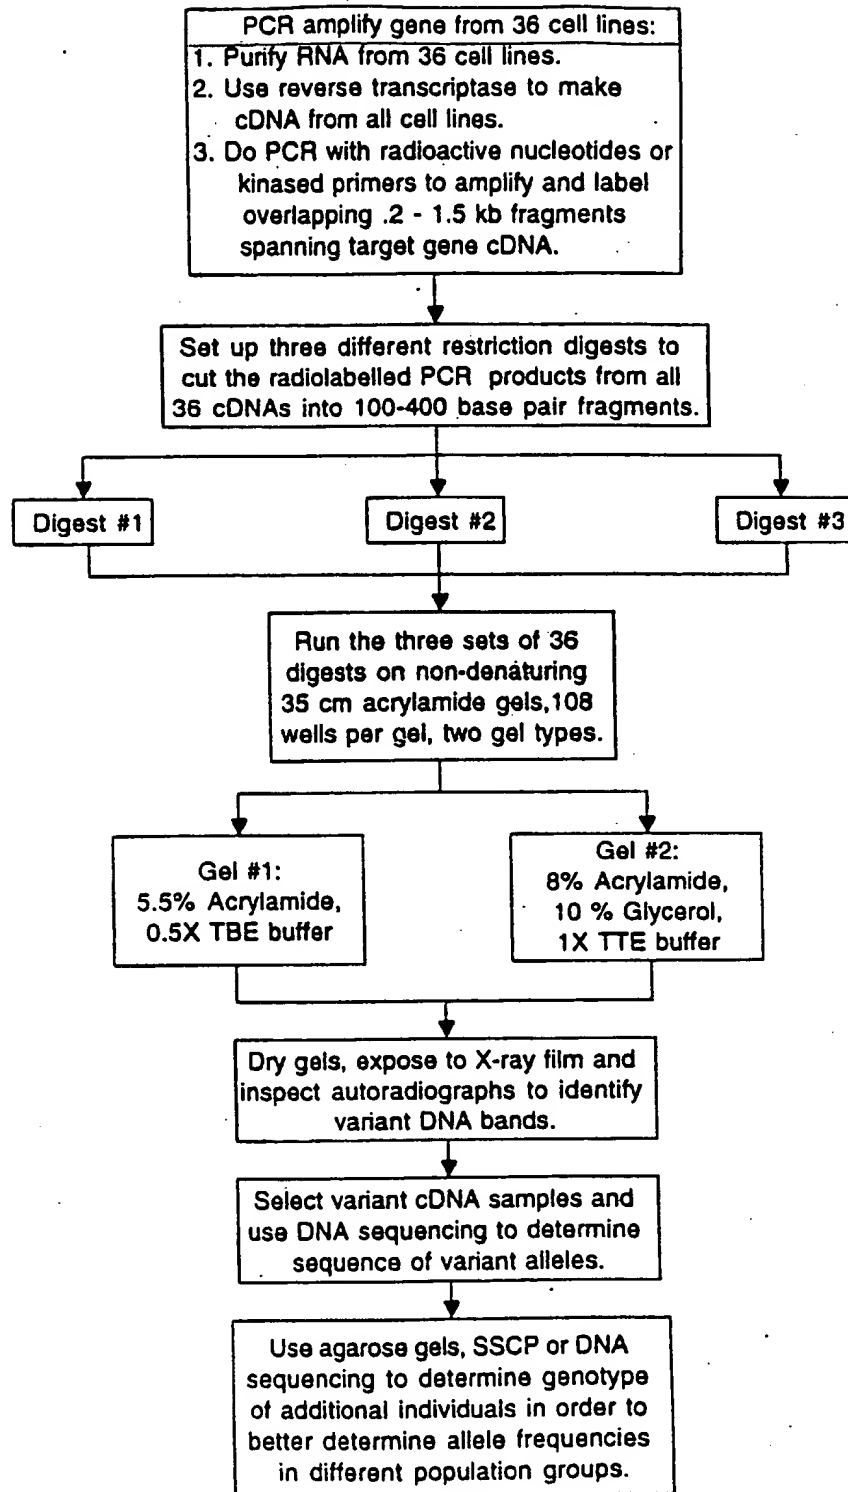 PCR amplify gene from 36 cell lines:
1. Purify RNA from 36 cell lines.
2. Use reverse transcriptase to make
cDNA from all cell lines.
3. Do PCR with radioactive nucleotides or
kinased primers to amplify and label
overlapping .2 - 1.5 kb fragments
spanning target gene cDNA.
Set up three different restriction digests to
cut the radiolabelled PCR products from all
36 cDNAs into 100-400 base pair fragments.
Digest #1
Digest #2
Digest #3
Run the three sets of 36
digests on non-denaturing
35 cm acrylamide gels,108
wells per gel, two gel types.
Gel #1:
5.5% Acrylamide,
0.5X TBE buffer
Gel #2:
8% Acrylamide,
10 % Glycerol,
1X TTE buffer
Dry gels, expose to X-ray film and
inspect autoradiographs to identify
variant DNA bands.
Select variant cDNA samples and
use DNA sequencing to determine
sequence of variant alleles.
Use agarose gels, SSCP or DNA
sequencing to determine genotype
of additional individuals in order to
better determine allele frequencies
in different population groups.